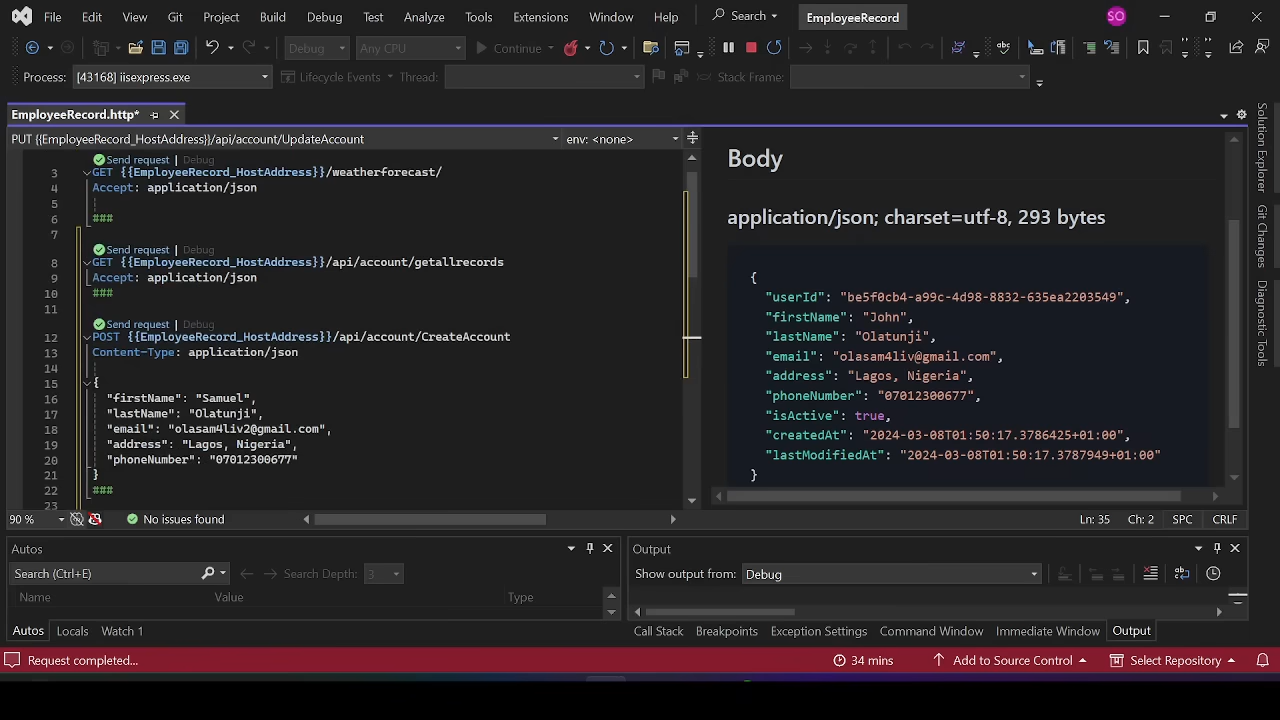 File Edit View Git Project Build Debug Test Analyze Tools Extensions Window Help Search EmployeeRecord SO
Debug Any CPU Continue
Process: [43168] iisexpress.exe Lifecycle Events Thread: Stack Frame:
EmployeeRecord.http*
PUT {{EmployeeRecord_HostAddress}}/api/account/UpdateAccount env: <none>
Send request | Debug
3 GET {{EmployeeRecord_HostAddress}}/weatherforecast/
4 Accept: application/json
5
6 ###
7
Send request | Debug
8 GET {{EmployeeRecord_HostAddress}}/api/account/getallrecords
9 Accept: application/json
10 ###
11
Send request | Debug
12 POST {{EmployeeRecord_HostAddress}}/api/account/CreateAccount
13 Content-Type: application/json
14
15 {
16 "firstName": "Samuel",
17 "lastName": "Olatunji",
18 "email": "olasam4liv2@gmail.com",
19 "address": "Lagos, Nigeria",
20 "phoneNumber": "07012300677"
21 }
22 ###
23
90 % No issues found Ln: 35 Ch: 2 SPC CRLF
Body
application/json; charset=utf-8, 293 bytes
{
"userId": "be5f0cb4-a99c-4d98-8832-635ea2203549",
"firstName": "John",
"lastName": "Olatunji",
"email": "olasam4liv@gmail.com",
"address": "Lagos, Nigeria",
"phoneNumber": "07012300677",
"isActive": true,
"createdAt": "2024-03-08T01:50:17.3786425+01:00",
"lastModifiedAt": "2024-03-08T01:50:17.3787949+01:00"
}
Solution Explorer
Git Changes
Diagnostic Tools
Autos
Search (Ctrl+E) Search Depth: 3
Name Value Type
Autos Locals Watch 1
Output
Show output from: Debug
Call Stack Breakpoints Exception Settings Command Window Immediate Window Output
Request completed... 34 mins Add to Source Control Select Repository